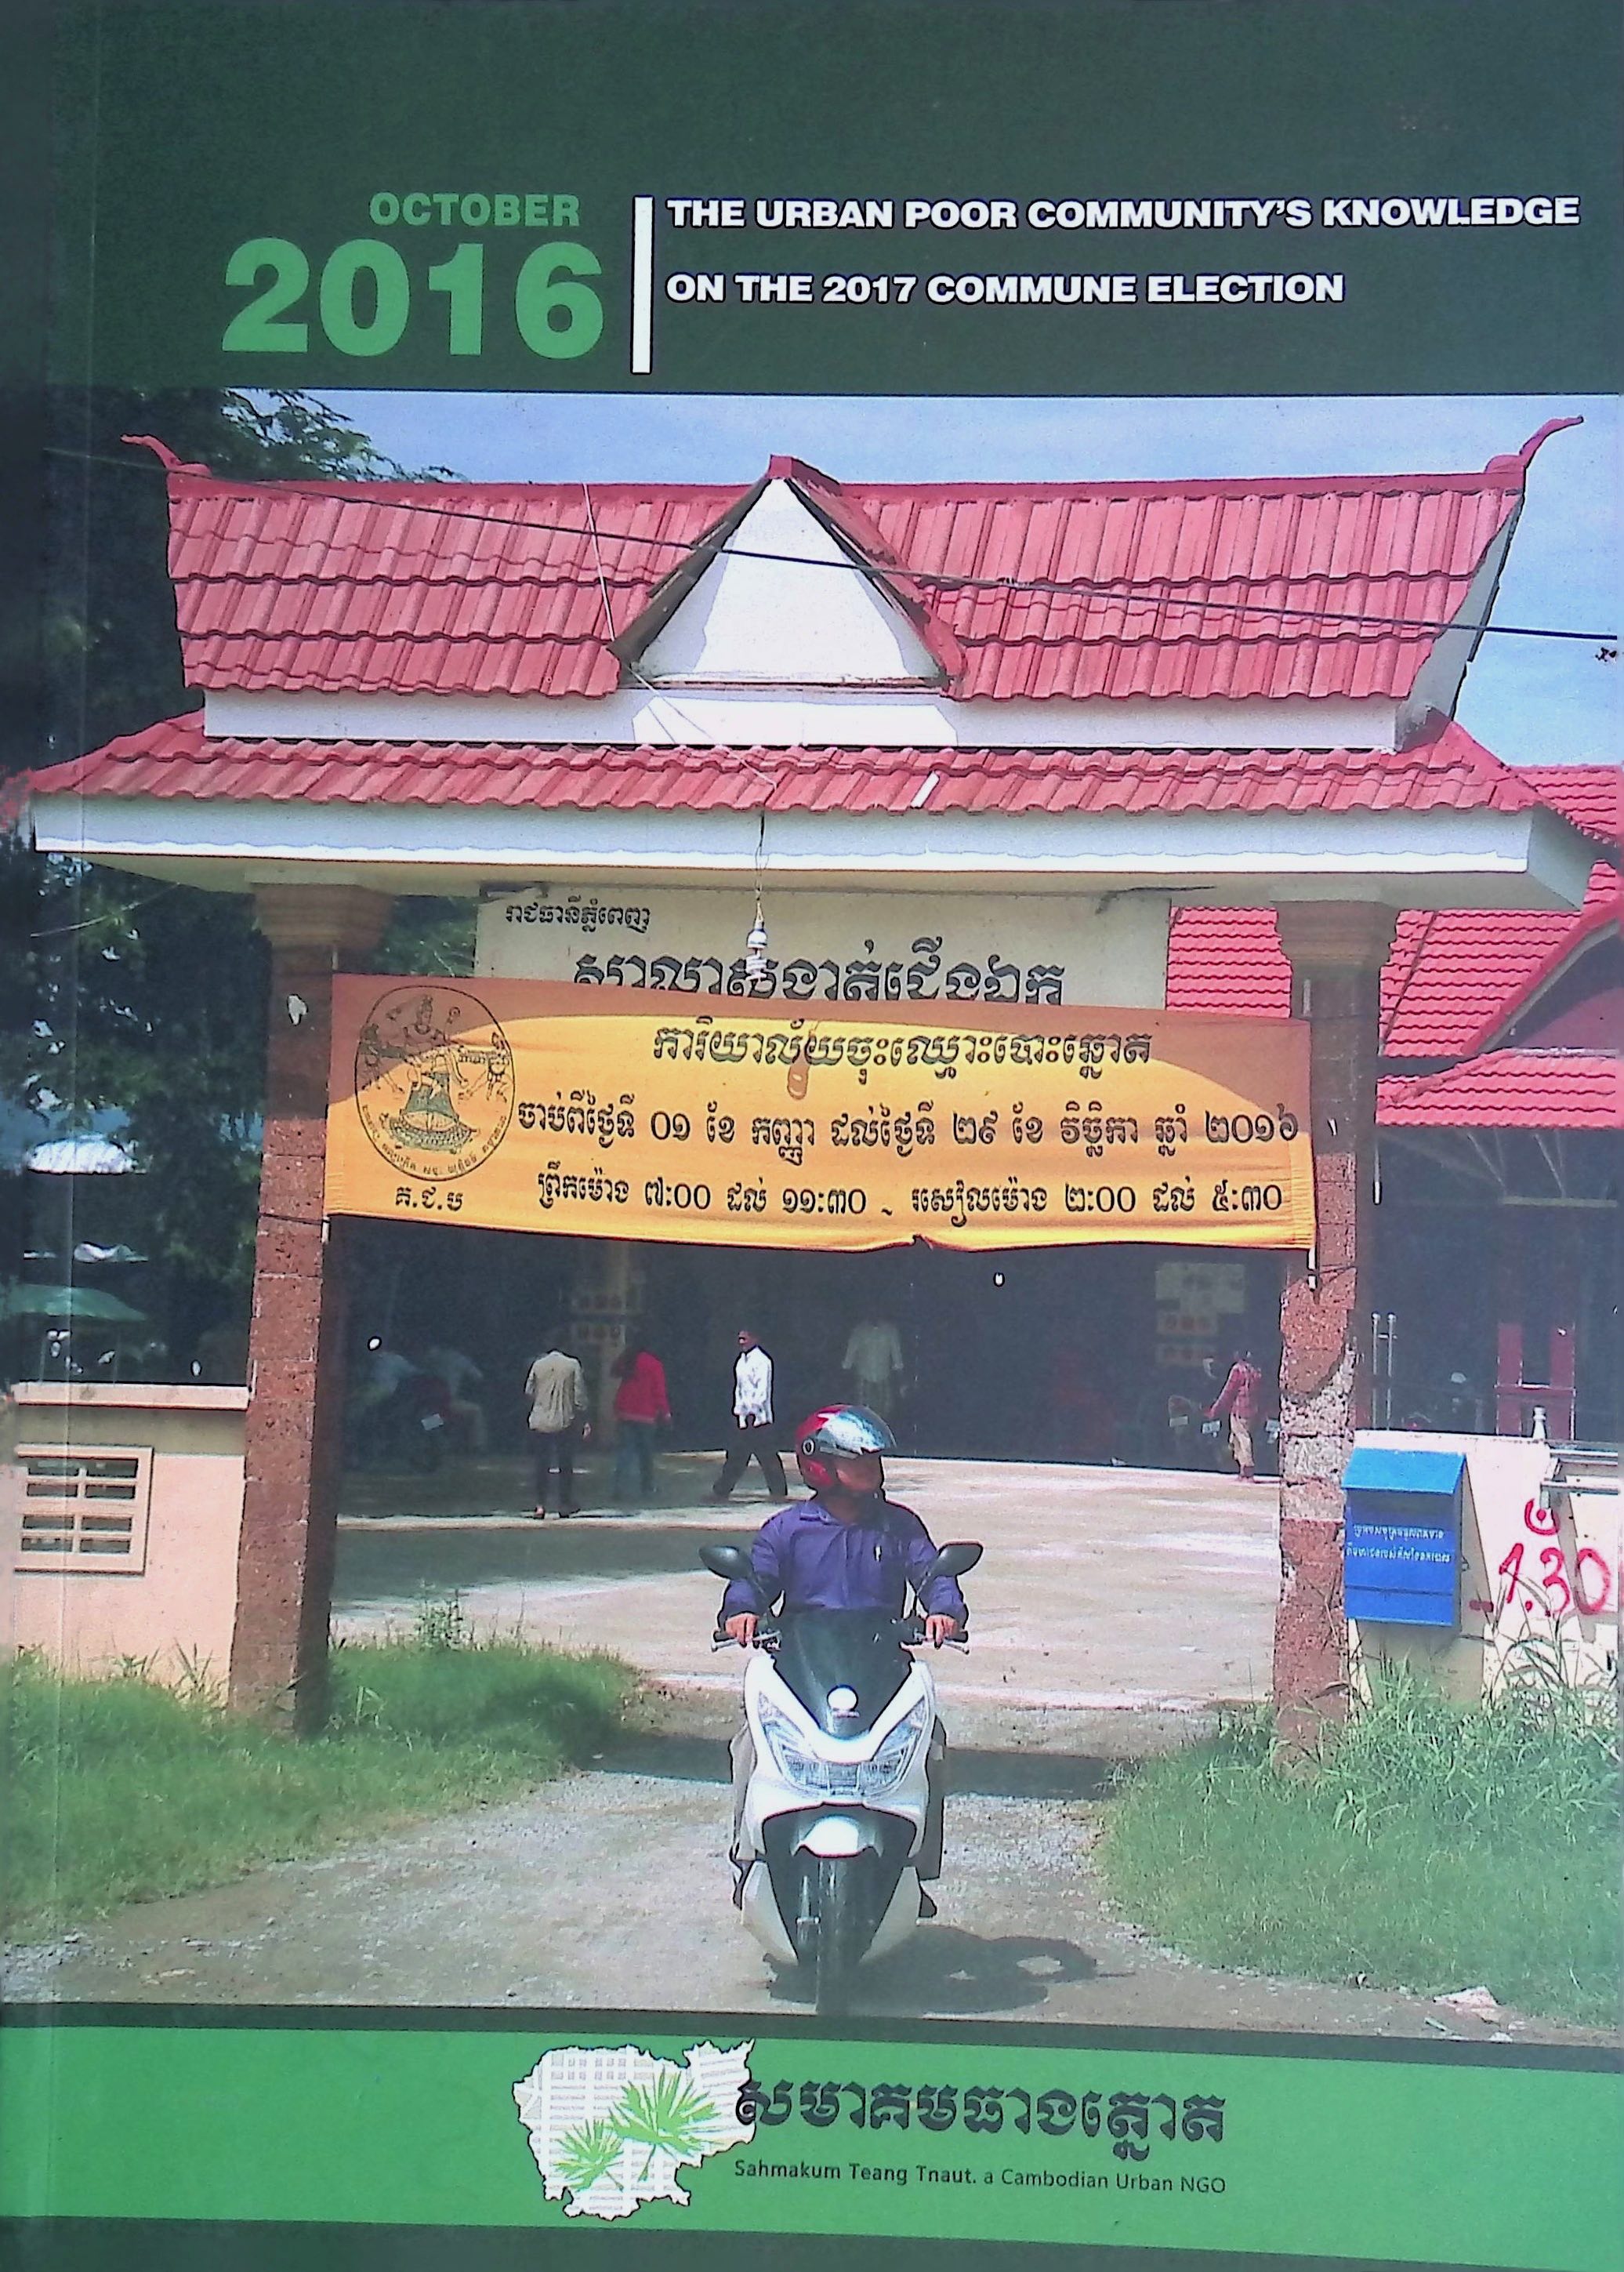 OCTOBER
2016
THE URBAN POOR COMMUNITY'S KNOWLEDGE
ON THE 2017 COMMUNE ELECTION
រាជធានីភ្នំពេញ
សាលាសង្កាត់ជើងឯក
ការិយាល័យចុះឈ្មោះបោះឆ្នោត
ចាប់ពីថ្ងៃទី ០១ ខែ កញ្ញា ដល់ថ្ងៃទី ២៩ ខែ វិច្ឆិកា ឆ្នាំ ២០១៦
ព្រឹកម៉ោង ៧:០០ ដល់ ១១:៣០ ~ រសៀលម៉ោង ២:០០ ដល់ ៥:៣០
គ.ជ.ប
សមាគមធាងត្នោត
Sahmakum Teang Tnaut. a Cambodian Urban NGO